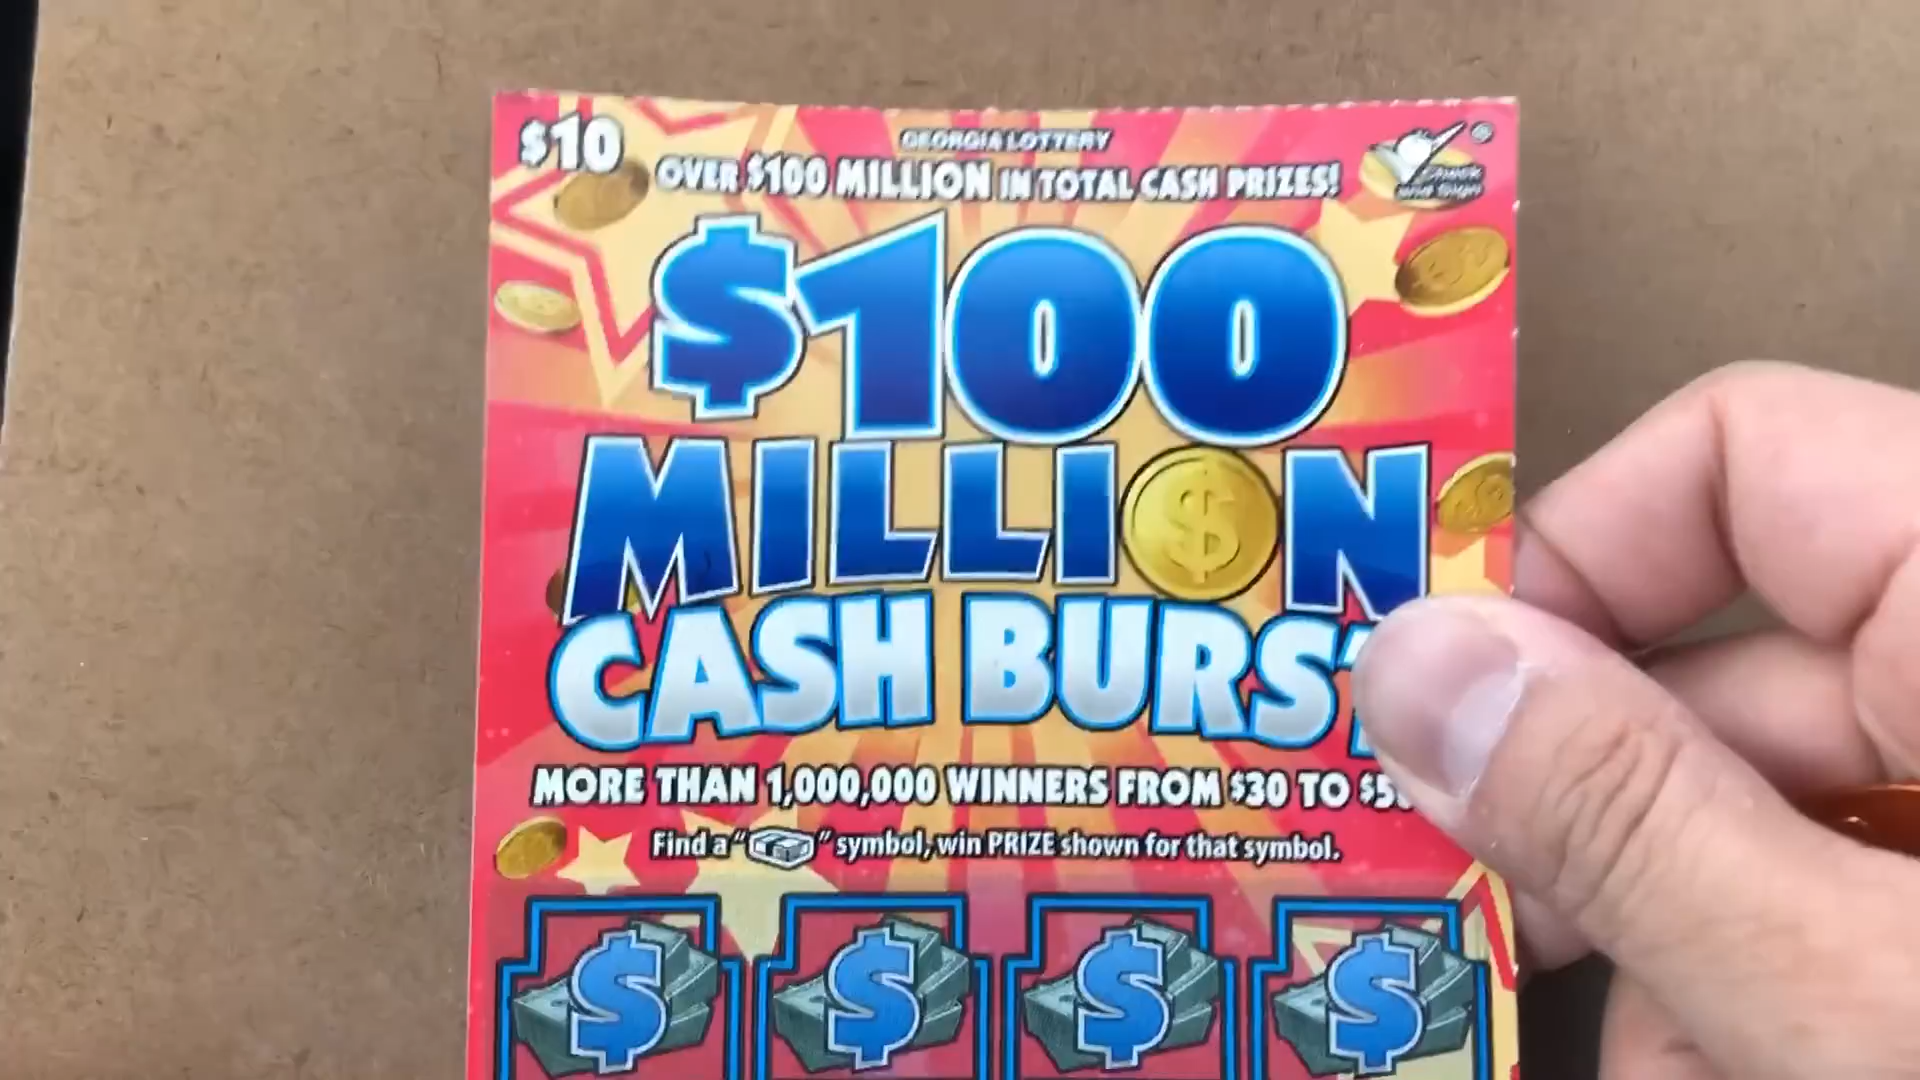 $10
GEORGIA LOTTERY
OVER $100 MILLION IN TOTAL CASH PRIZES!
$100
MILLION
CASH BURST
MORE THAN 1,000,000 WINNERS FROM $30 TO
Find a “ ” symbol, win PRIZE shown for that symbol.
$ $ $ $